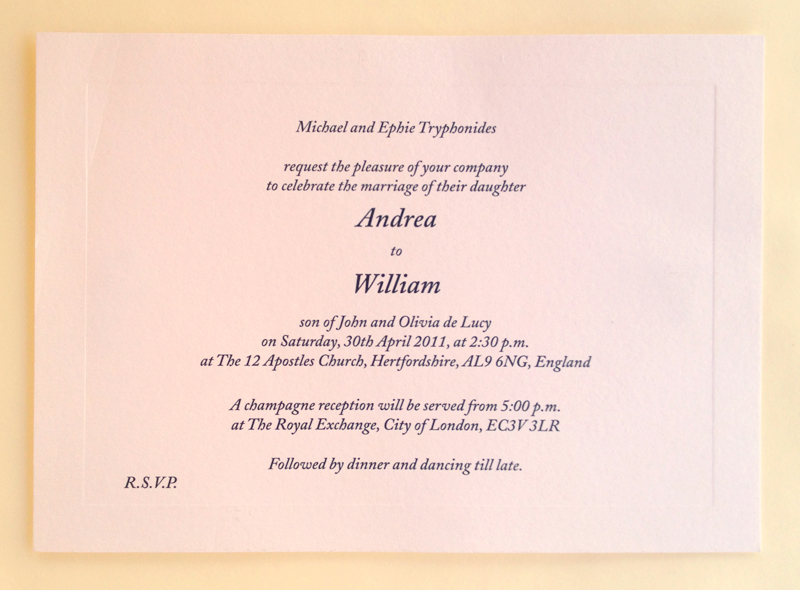 Michael and Ephie Tryphonides
request the pleasure of your company
to celebrate the marriage of their daughter
Andrea
to
William
son of John and Olivia de Lucy
on Saturday, 30th April 2011, at 2:30 p.m.
at The 12 Apostles Church, Hertfordshire, AL9 6NG, England
A champagne reception will be served from 5:00 p.m.
at The Royal Exchange, City of London, EC3V 3LR
Followed by dinner and dancing till late.
R.S.V.P.